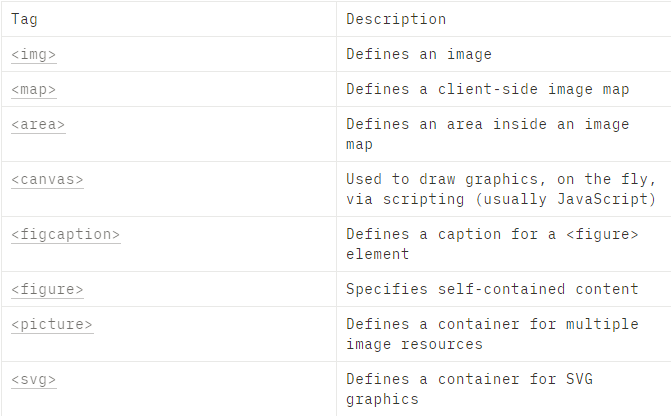 Tag Description
<img> Defines an image
<map> Defines a client-side image map
<area> Defines an area inside an image
map
<canvas> Used to draw graphics, on the fly,
via scripting (usually JavaScript)
<figcaption> Defines a caption for a <figure>
element
<figure> Specifies self-contained content
<picture> Defines a container for multiple
image resources
<svg> Defines a container for SVG
graphics